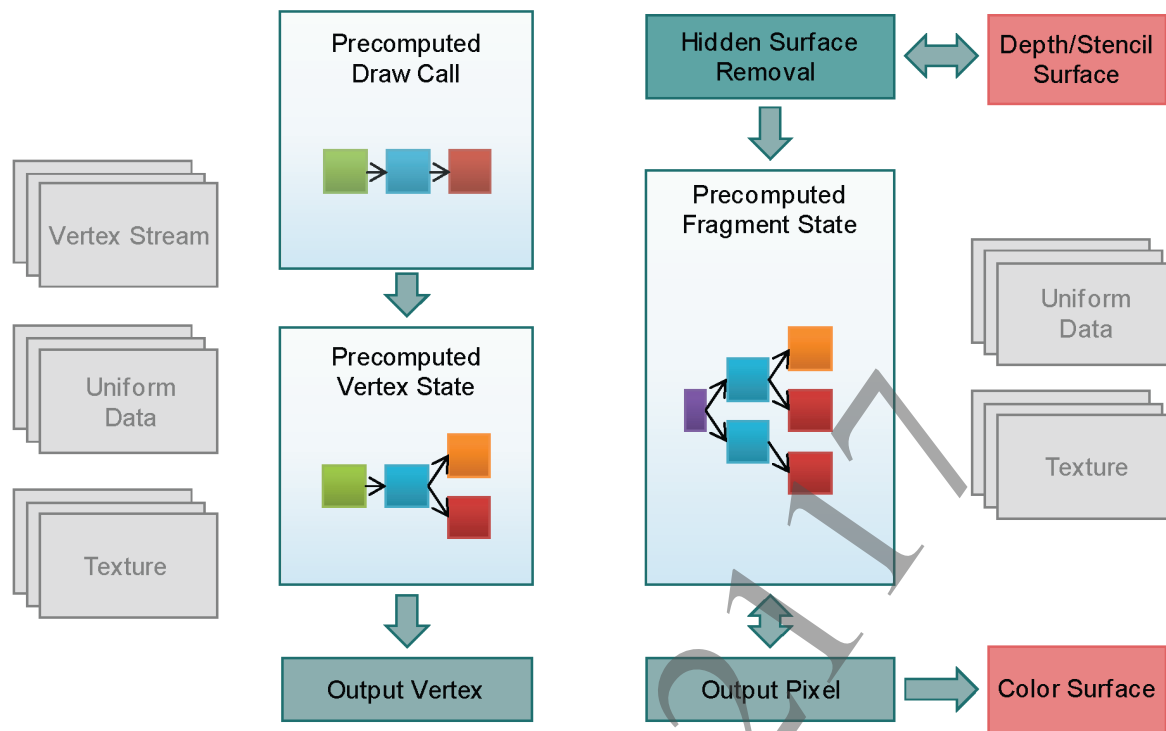 Precomputed
Draw Call
Vertex Stream
Uniform
Data
Texture
Precomputed
Vertex State
Output Vertex
Hidden Surface
Removal
Depth/Stencil
Surface
Precomputed
Fragment State
Uniform
Data
Texture
Output Pixel
Color Surface
217